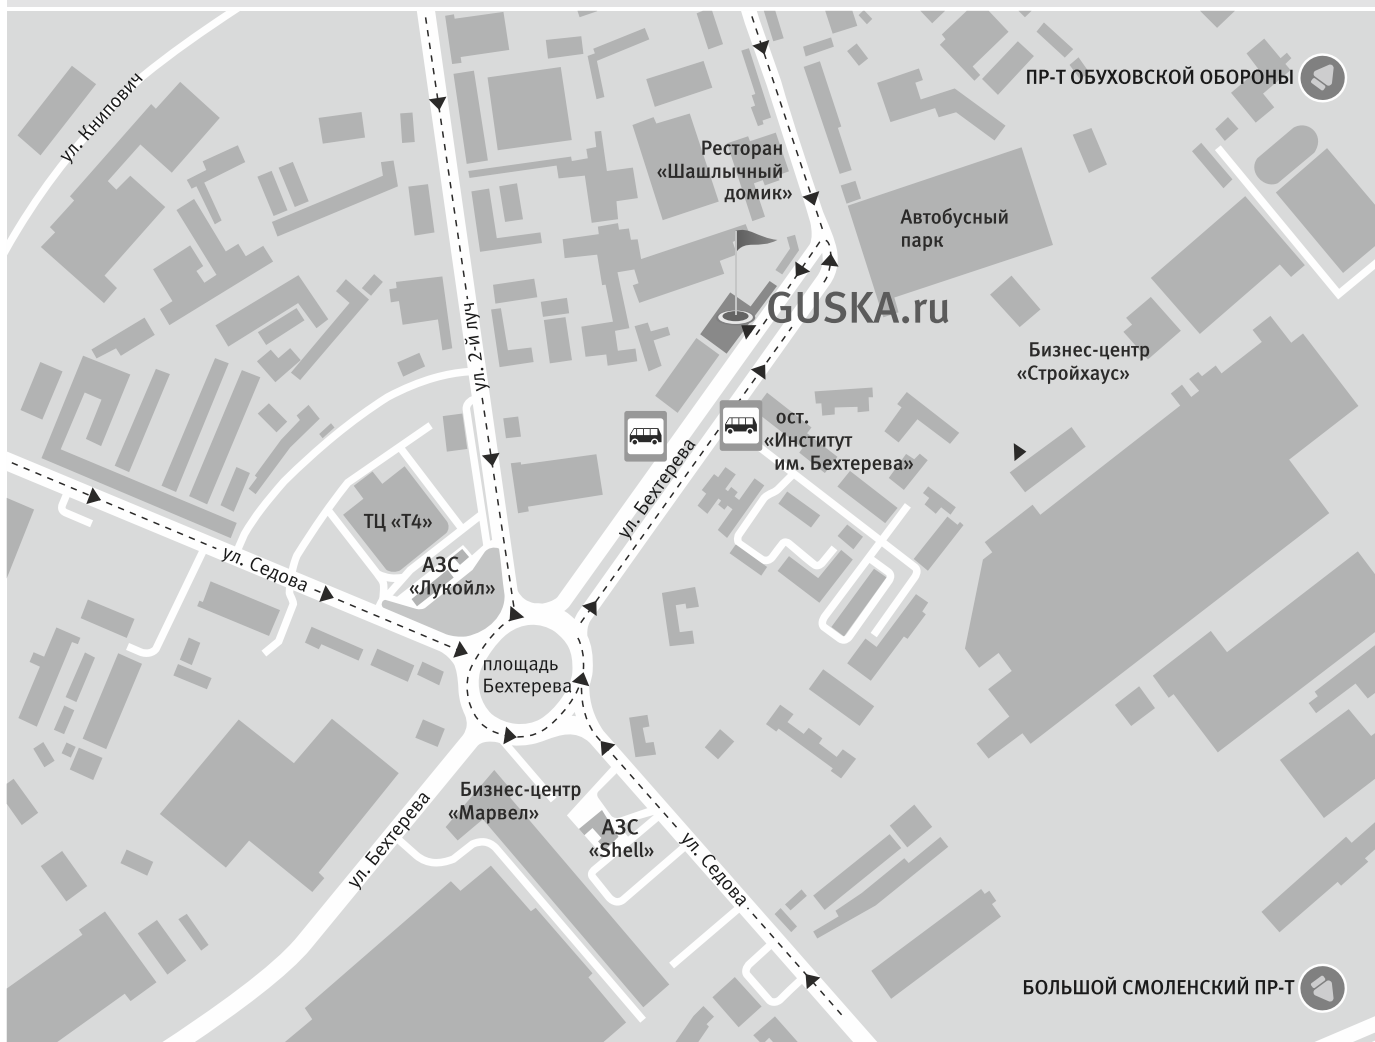 ПР-Т ОБУХОВСКОЙ ОБОРОНЫ
ул. Книпович
Ресторан
«Шашлычный
домик»
Автобусный
парк
GUSKA.ru
ул. 2-й луч
Бизнес-центр
«Стройхаус»
ост.
«Институт
им. Бехтерева»
ул. Бехтерева
ТЦ «Т4»
ул. Седова
АЗС
«Лукойл»
площадь
Бехтерева
Бизнес-центр
«Марвел»
ул. Бехтерева
АЗС
«Shell»
ул. Седова
БОЛЬШОЙ СМОЛЕНСКИЙ ПР-Т